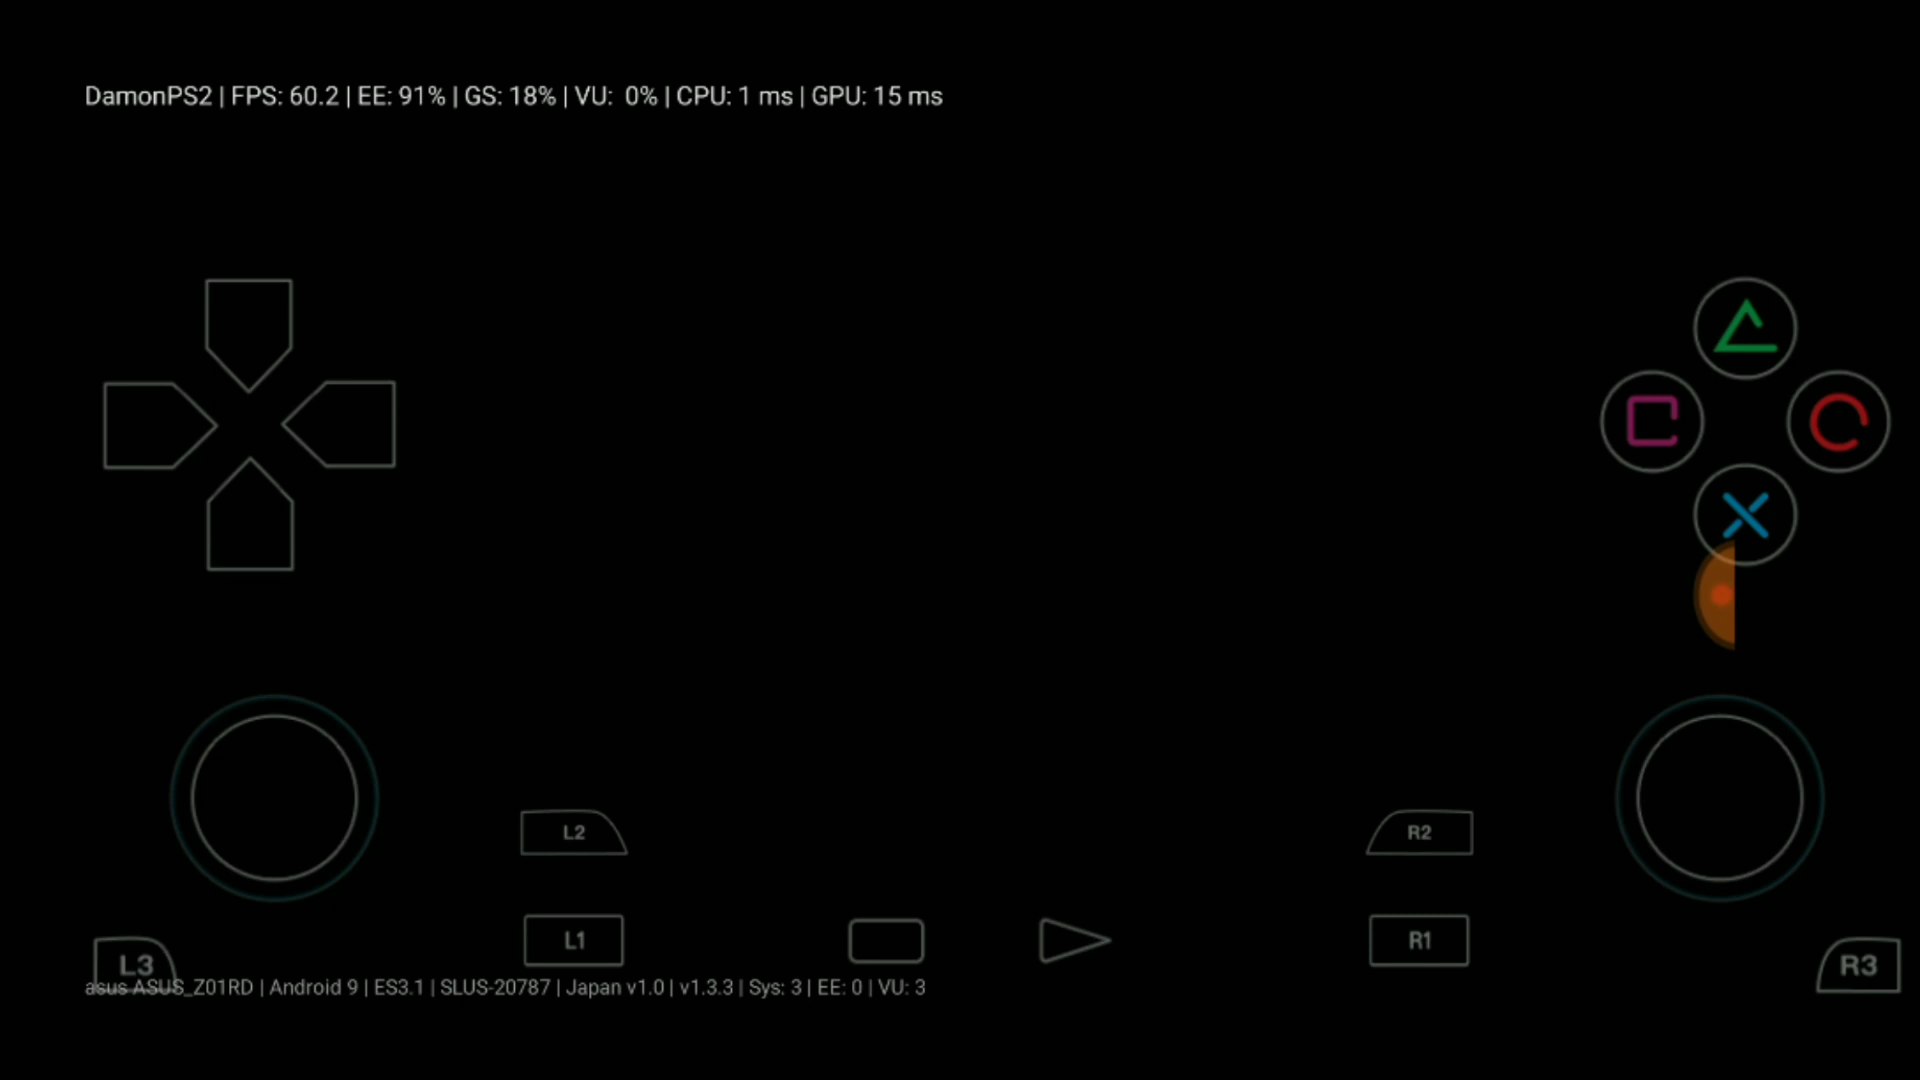 DamonPS2 | FPS: 60.2 | EE: 91% | GS: 18% | VU:  0% | CPU: 1 ms | GPU: 15 ms
L2
R2
L1
R1
L3
R3
asus ASUS_Z01RD | Android 9 | ES3.1 | SLUS-20787 | Japan v1.0 | v1.3.3 | Sys: 3 | EE: 0 | VU: 3